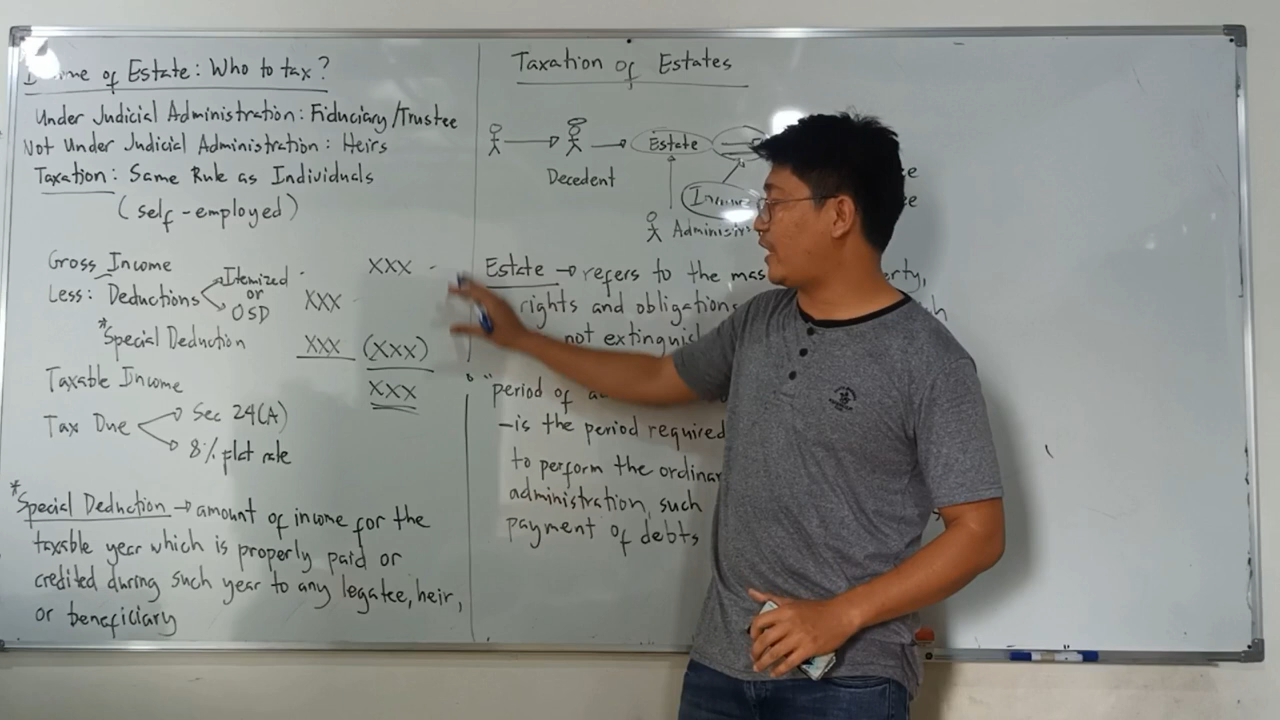 of Estate: Who to tax?
Under Judicial Administration: Fiduciary/Trustee
Not Under Judicial Administration: Heirs
Taxation: Same Rule as Individuals
(self-employed)
Gross Income XXX
Less: Deductions Itemized
or
OSD XXX
*Special Deduction XXX (XXX)
Taxable Income XXX
Tax Due Sec 24(A)
8% flat rate
*Special Deduction → amount of income for the
taxable year which is properly paid or
credited during such year to any legatee, heir,
or beneficiary
Taxation of Estates
Estate
Decedent
Income
Estate → refers to the
rights and obligations
not
"period of
-is the period required
to perform the
administration, such
payment of debts